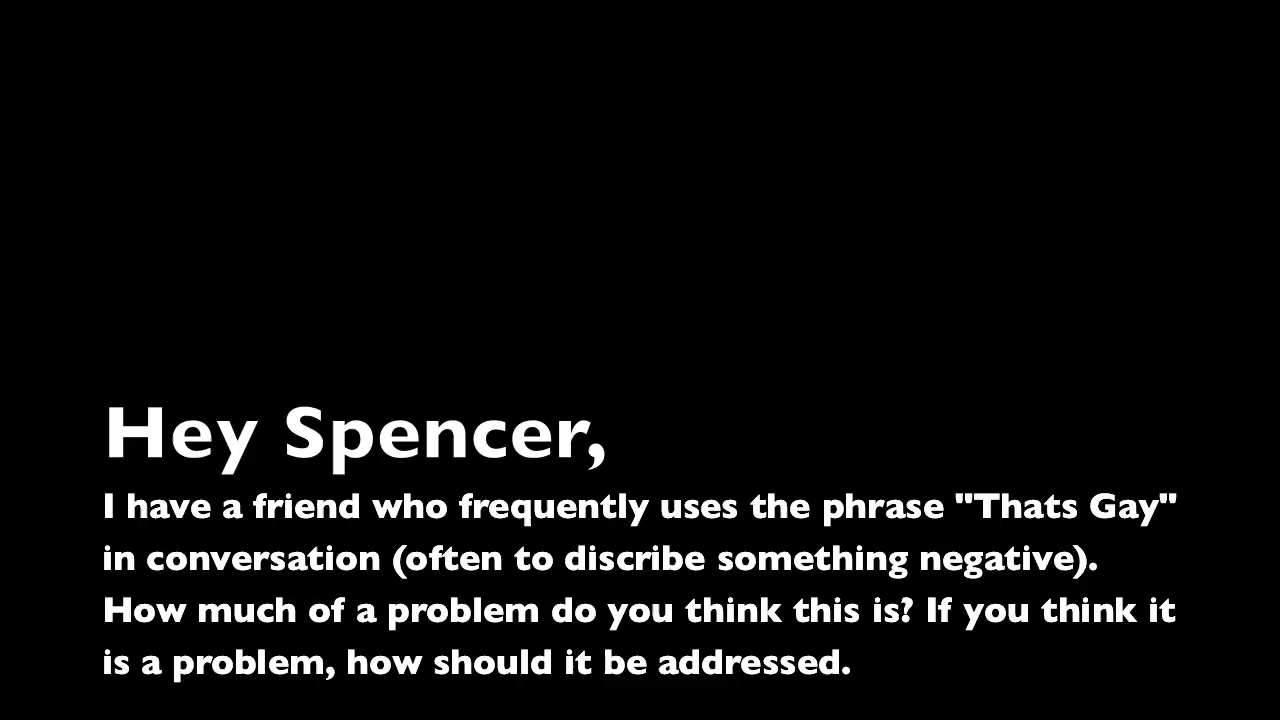 Hey Spencer,
I have a friend who frequently uses the phrase "Thats Gay"
in conversation (often to discribe something negative).
How much of a problem do you think this is? If you think it
is a problem, how should it be addressed.